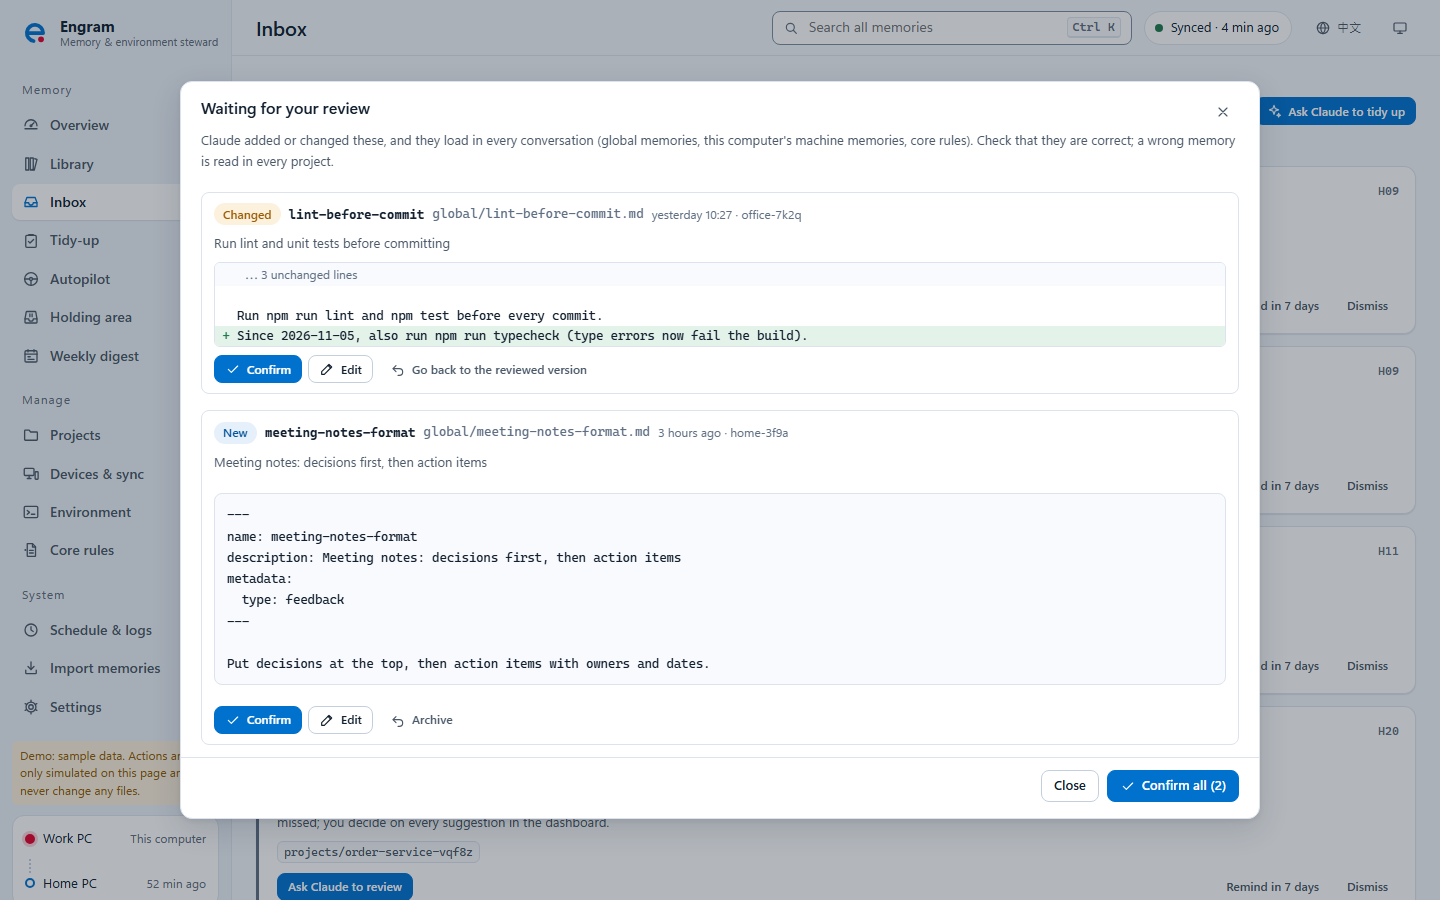 Engram
Memory & environment steward
Inbox
Search all memories
Ctrl K
Synced · 4 min ago
中文
Memory
Overview
Library
Inbox
Tidy-up
Autopilot
Holding area
Weekly digest
Manage
Projects
Devices & sync
Environment
Core rules
System
Schedule & logs
Import memories
Settings
Demo: sample data. Actions
only simulated on this page
never change any files.
Work PC
This computer
Home PC
52 min ago
Ask Claude to tidy up
Waiting for your review
Claude added or changed these, and they load in every conversation (global memories, this computer's machine memories, core rules). Check that they are correct; a wrong memory
is read in every project.
Changed lint-before-commit global/lint-before-commit.md yesterday 10:27 · office-7k2q
Run lint and unit tests before committing
... 3 unchanged lines
Run npm run lint and npm test before every commit.
+ Since 2026-11-05, also run npm run typecheck (type errors now fail the build).
Confirm
Edit
Go back to the reviewed version
New meeting-notes-format global/meeting-notes-format.md 3 hours ago · home-3f9a
Meeting notes: decisions first, then action items
---
name: meeting-notes-format
description: Meeting notes: decisions first, then action items
metadata:
type: feedback
---
Put decisions at the top, then action items with owners and dates.
Confirm
Edit
Archive
Close
Confirm all (2)
H09
in 7 days
Dismiss
H09
in 7 days
Dismiss
H11
in 7 days
Dismiss
H20
missed; you decide on every suggestion in the dashboard.
projects/order-service-vqf8z
Ask Claude to review
Remind in 7 days
Dismiss